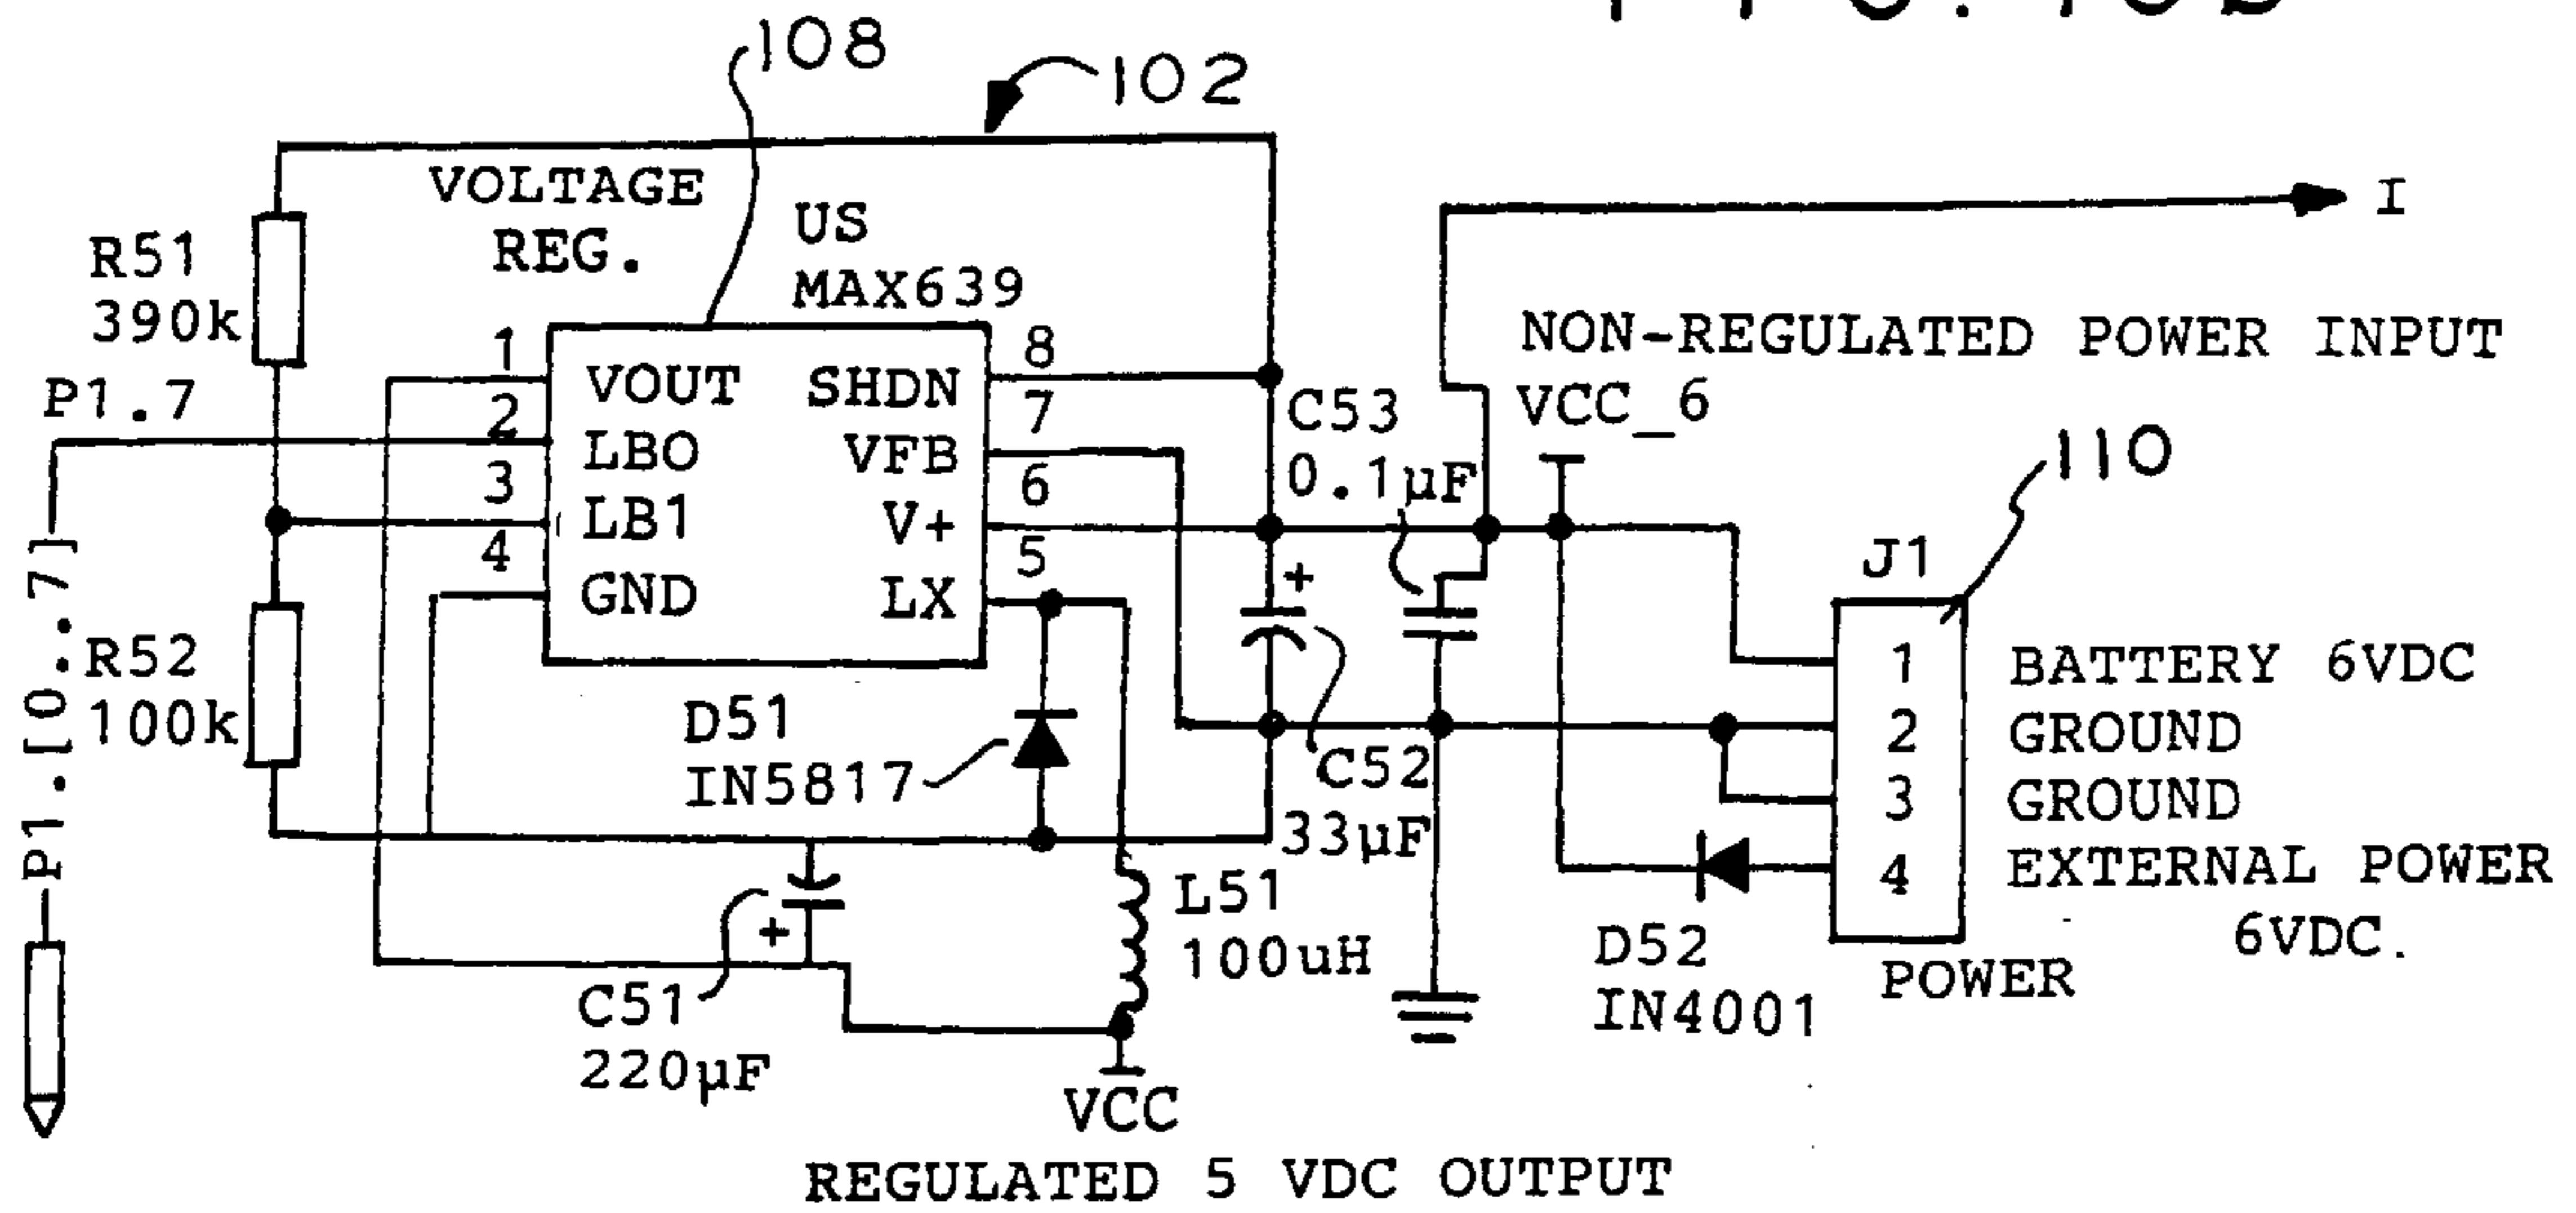 108
102
VOLTAGE
REG.
US
MAX639
I
R51
390k
NON-REGULATED POWER INPUT
VCC_6
P1.7
1
2
3
4
VOUT
LBO
LB1
GND
SHDN
VFB
V+
LX
8
7
6
5
C53
0.1µF
110
J1
+
P1.[0..7]
R52
100k
D51
IN5817
C52
33µF
1
2
3
4
BATTERY 6VDC
GROUND
GROUND
EXTERNAL POWER
6VDC.
+
L51
100uH
D52
IN4001
POWER
C51
220µF
VCC
REGULATED 5 VDC OUTPUT